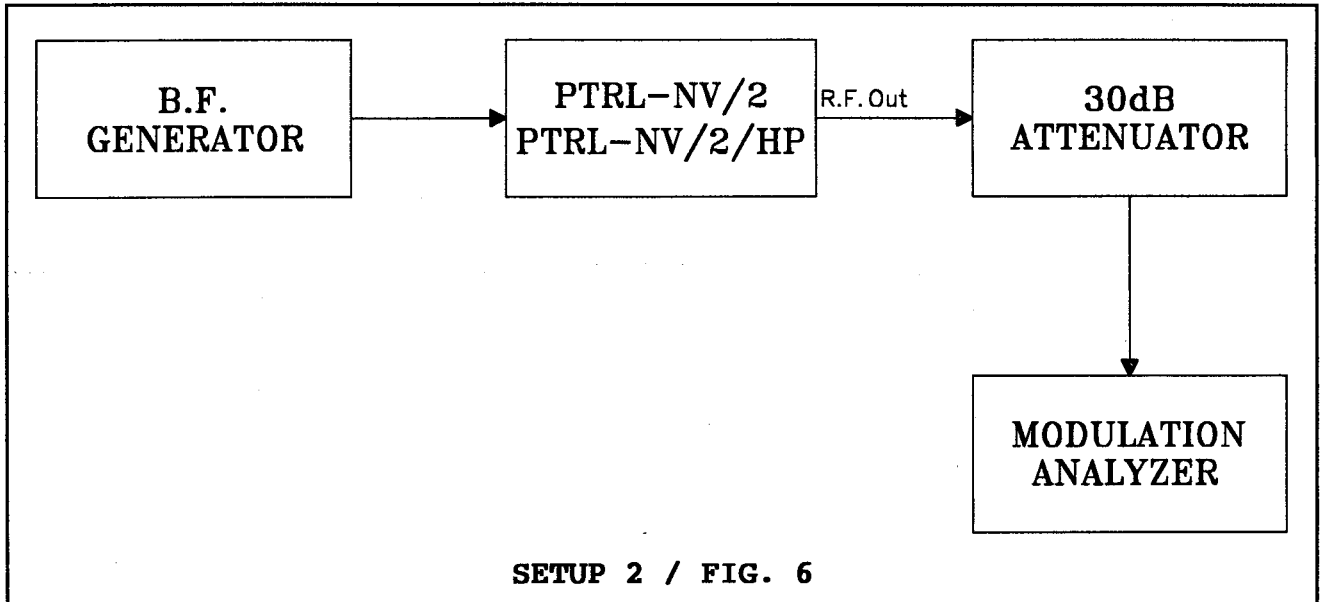 B.F.
GENERATOR
PTRL-NV/2
PTRL-NV/2/HP
R.F. Out
30dB
ATTENUATOR
MODULATION
ANALYZER
SETUP 2 / FIG. 6